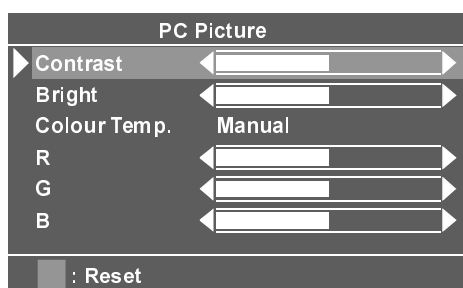 PC Picture
Contrast
Bright
Colour Temp. Manual
R
G
B
: Reset